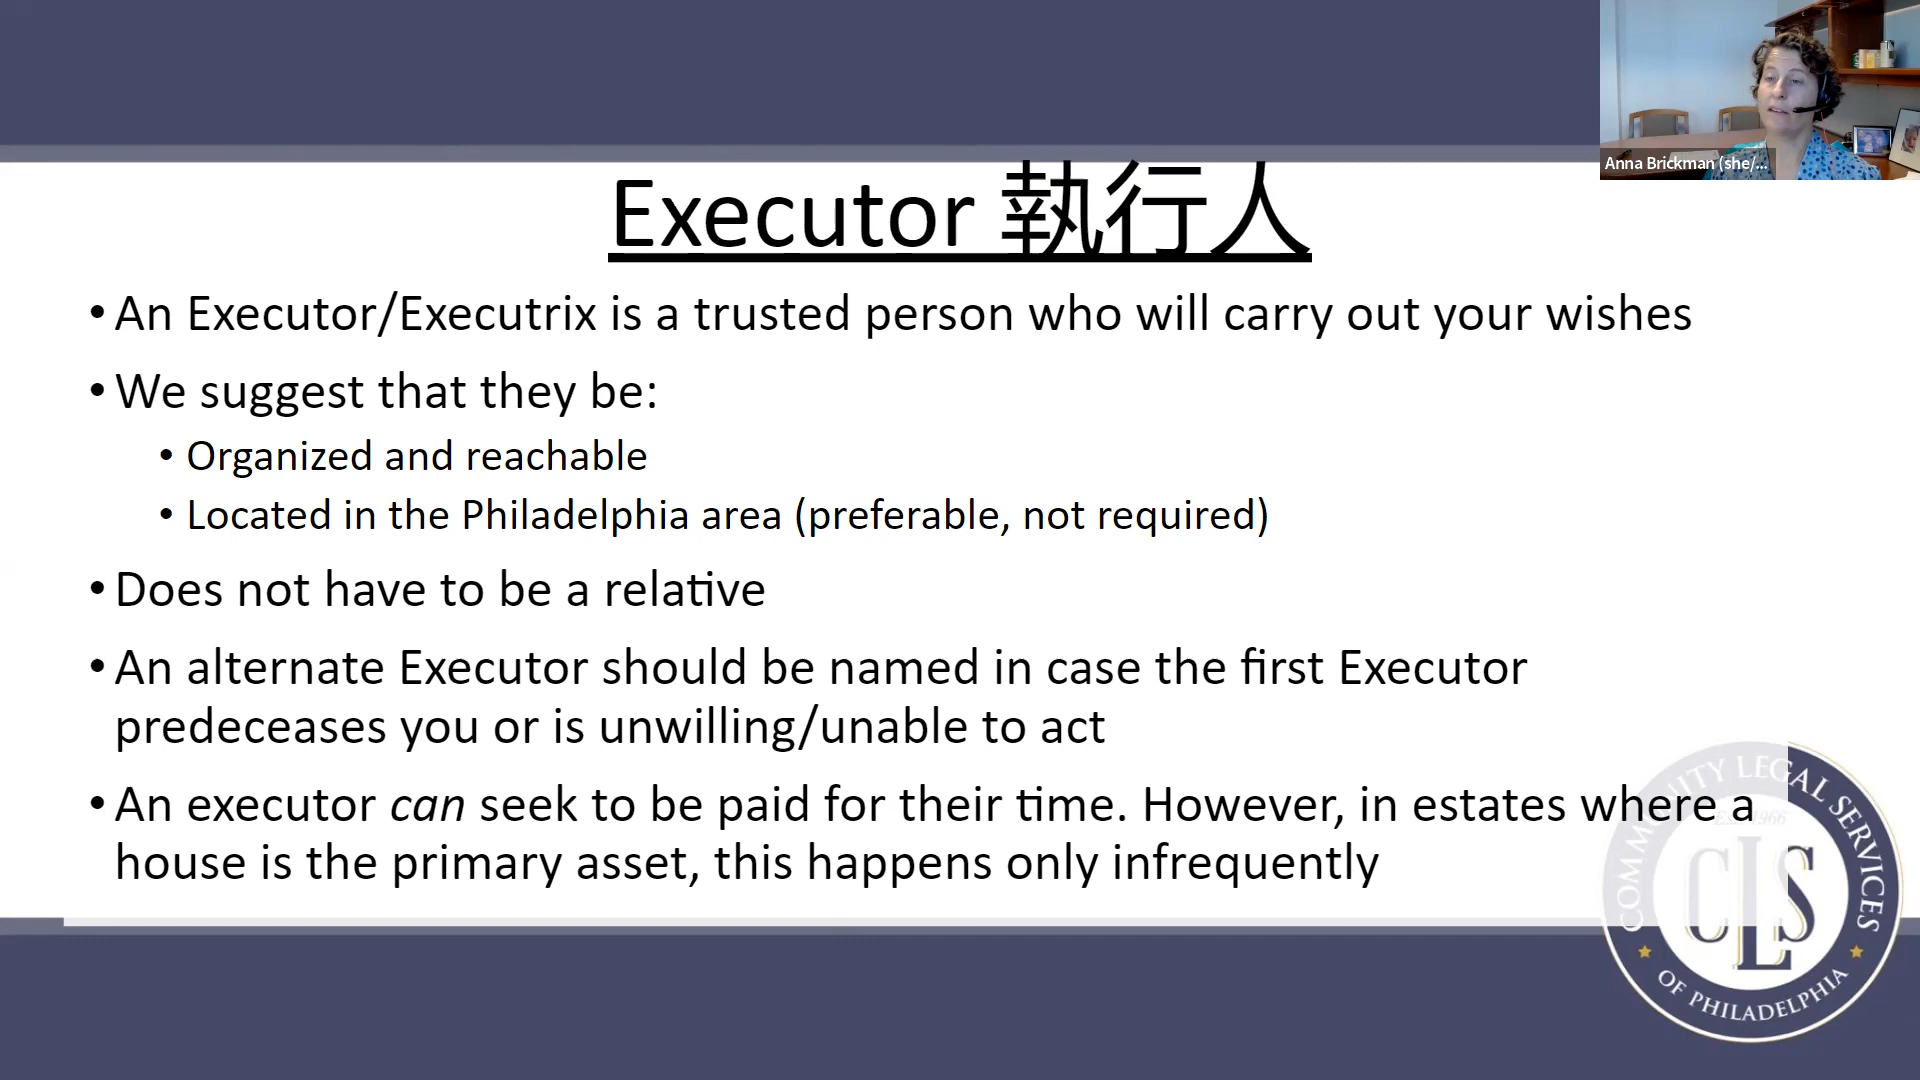 Anna Brickman (she/...
Executor 執行人
• An Executor/Executrix is a trusted person who will carry out your wishes
• We suggest that they be:
• Organized and reachable
• Located in the Philadelphia area (preferable, not required)
• Does not have to be a relative
• An alternate Executor should be named in case the first Executor
predeceases you or is unwilling/unable to act
• An executor can seek to be paid for their time. However, in estates where a
house is the primary asset, this happens only infrequently
COMMUNITY LEGAL SERVICES
EST. 1966
CLS
OF PHILADELPHIA